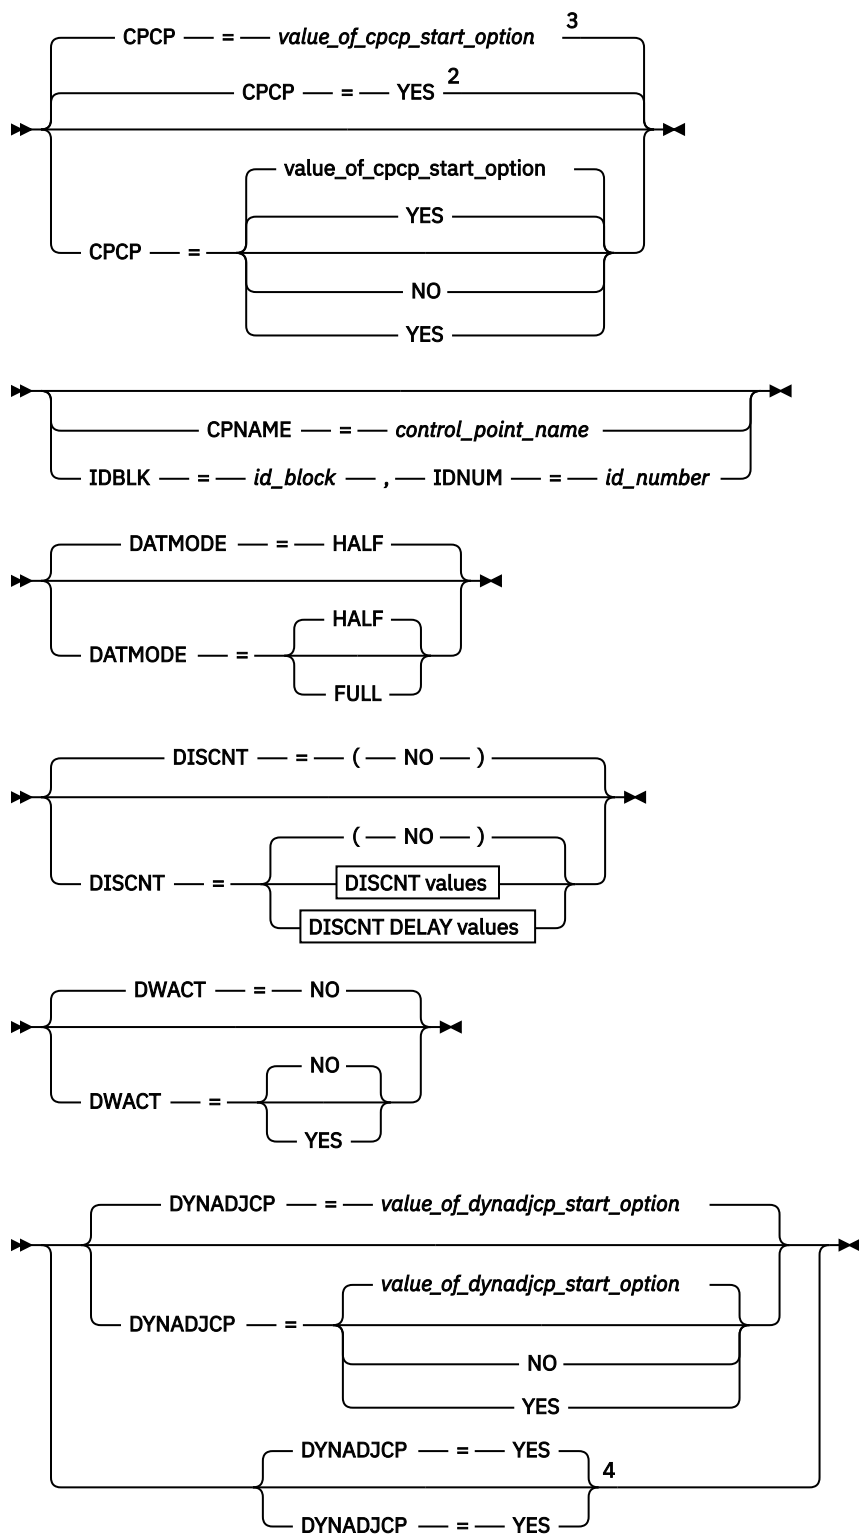 CPCP = value_of_cpcp_start_option 3
CPCP = YES 2
value_of_cpcp_start_option
YES
CPCP =
NO
YES
CPNAME = control_point_name
IDBLK = id_block , IDNUM = id_number
DATMODE = HALF
HALF
DATMODE =
FULL
DISCNT = ( NO )
( NO )
DISCNT = DISCNT values
DISCNT DELAY values
DWACT = NO
NO
DWACT =
YES
DYNADJCP = value_of_dynadjcp_start_option
value_of_dynadjcp_start_option
DYNADJCP =
NO
YES
DYNADJCP = YES
4
DYNADJCP = YES